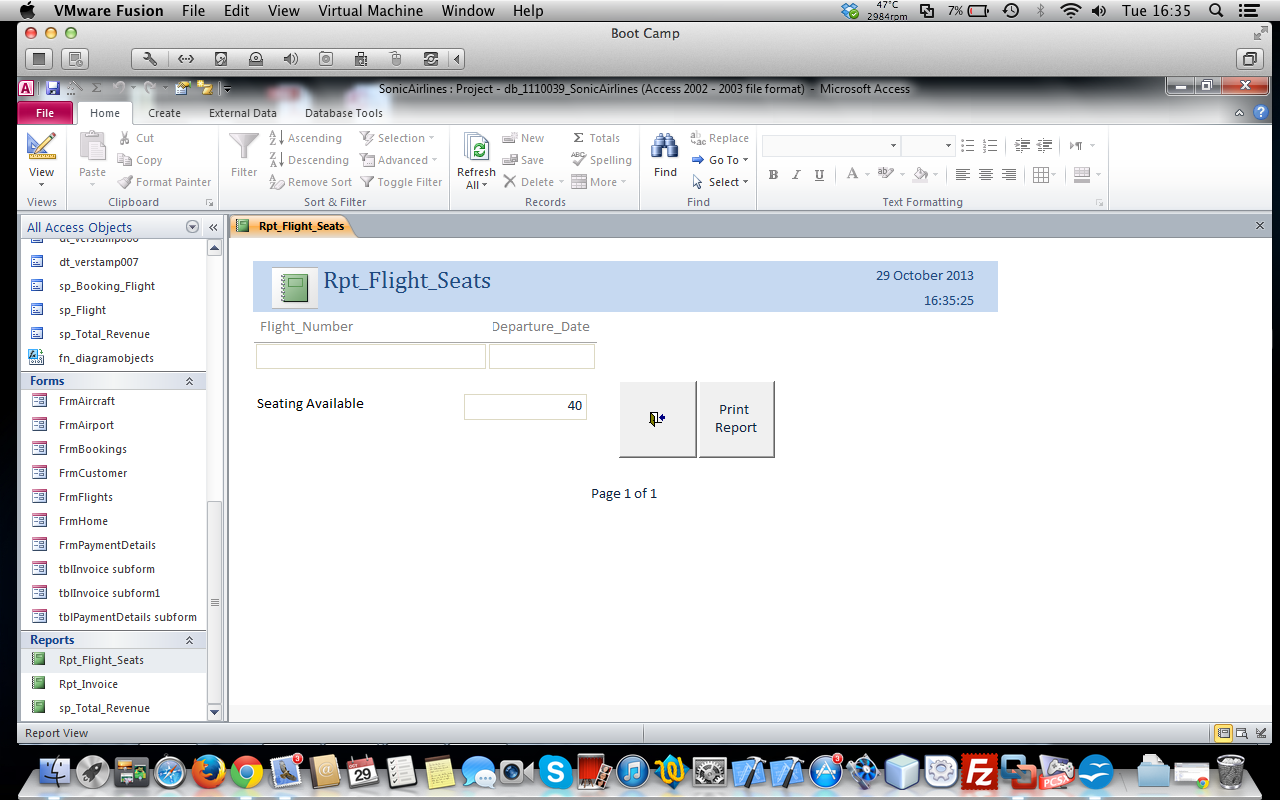 VMware Fusion File Edit View Virtual Machine Window Help 47°C 2984rpm 7% Tue 16:35
Boot Camp
SonicAirlines : Project - db_1110039_SonicAirlines (Access 2002 - 2003 file format) - Microsoft Access
File Home Create External Data Database Tools
View
Views
Paste
Cut
Copy
Format Painter
Clipboard
Filter
Ascending
Descending
Remove Sort
Selection
Advanced
Toggle Filter
Sort & Filter
Refresh All
New
Save
Delete
Totals
Spelling
More
Records
Find
Replace
Go To
Select
Find
B I U A
Text Formatting
All Access Objects
dt_verstamp006
dt_verstamp007
sp_Booking_Flight
sp_Flight
sp_Total_Revenue
fn_diagramobjects
Forms
FrmAircraft
FrmAirport
FrmBookings
FrmCustomer
FrmFlights
FrmHome
FrmPaymentDetails
tblInvoice subform
tblInvoice subform1
tblPaymentDetails subform
Reports
Rpt_Flight_Seats
Rpt_Invoice
sp_Total_Revenue
Rpt_Flight_Seats
Rpt_Flight_Seats
29 October 2013
16:35:25
Flight_Number Departure_Date
Seating Available 40
Print
Report
Page 1 of 1
Report View
3
OCT
29
3
PCSX